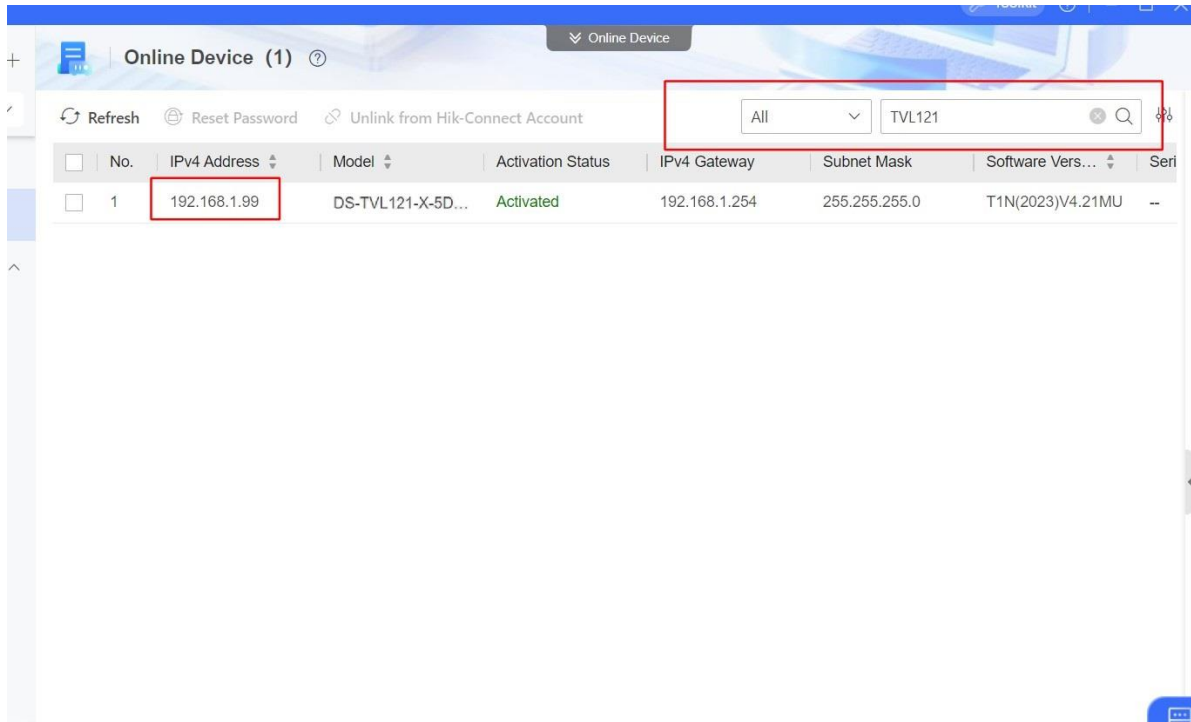 Online Device
Online Device (1)
Refresh Reset Password Unlink from Hik-Connect Account All TVL121
No. IPv4 Address Model Activation Status IPv4 Gateway Subnet Mask Software Vers... Seri
1 192.168.1.99 DS-TVL121-X-5D... Activated 192.168.1.254 255.255.255.0 T1N(2023)V4.21MU --